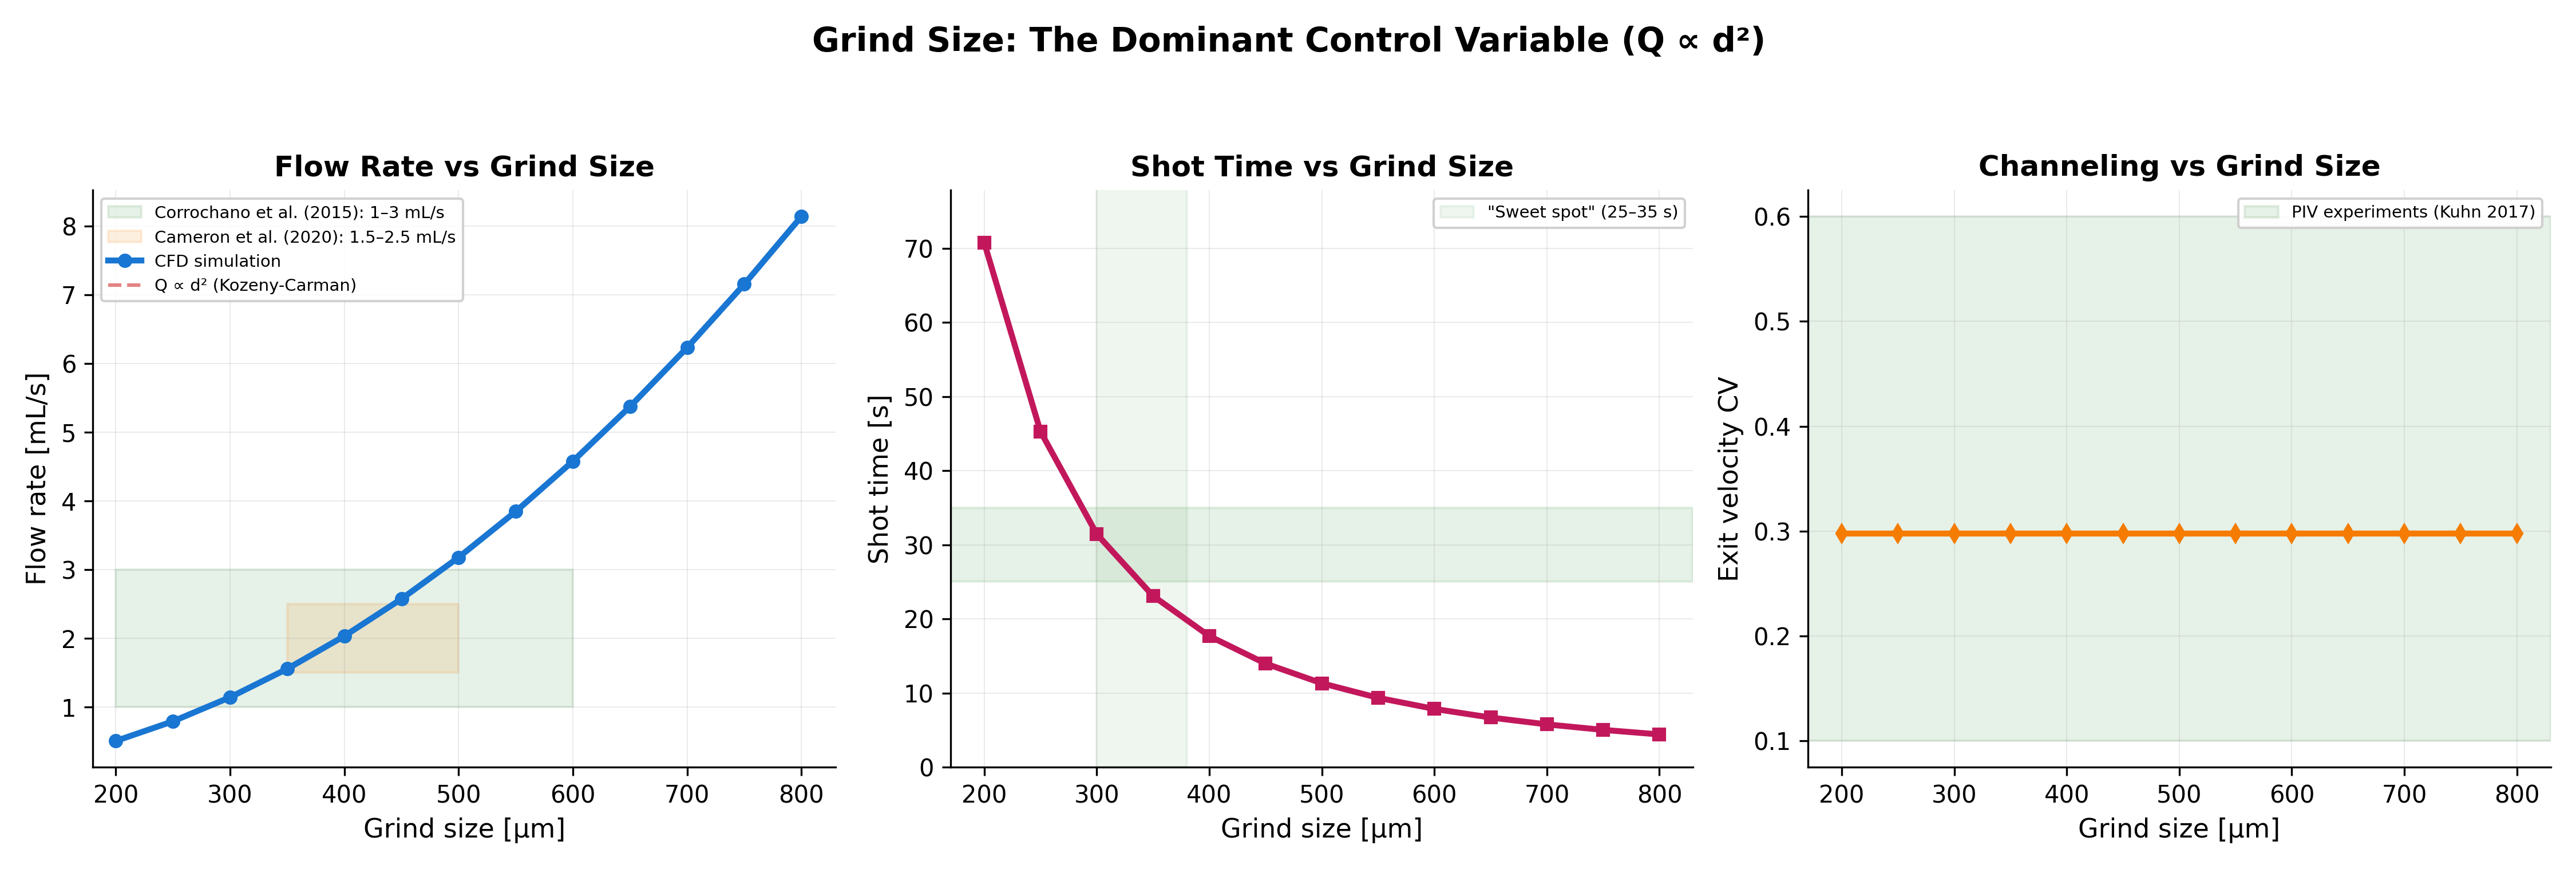 Grind Size: The Dominant Control Variable (Q ∝ d²)
Flow Rate vs Grind Size
Corrochano et al. (2015): 1–3 mL/s
Cameron et al. (2020): 1.5–2.5 mL/s
CFD simulation
Q ∝ d² (Kozeny-Carman)
Flow rate [mL/s]
8
7
6
5
4
3
2
1
200 300 400 500 600 700 800
Grind size [μm]
Shot Time vs Grind Size
"Sweet spot" (25–35 s)
Shot time [s]
70
60
50
40
30
20
10
0
200 300 400 500 600 700 800
Grind size [μm]
Channeling vs Grind Size
PIV experiments (Kuhn 2017)
Exit velocity CV
0.6
0.5
0.4
0.3
0.2
0.1
200 300 400 500 600 700 800
Grind size [μm]